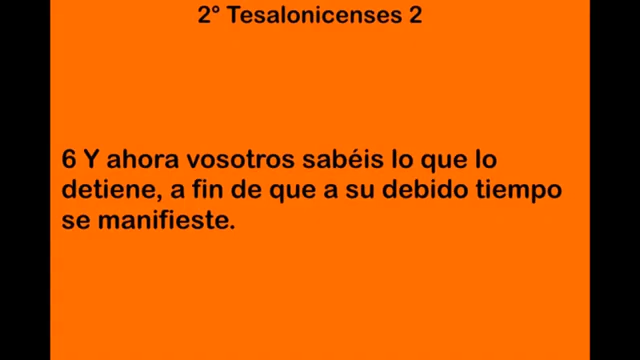 2° Tesalonicenses 2
6 Y ahora vosotros sabéis lo que lo
detiene, a fin de que a su debido tiempo
se manifieste.